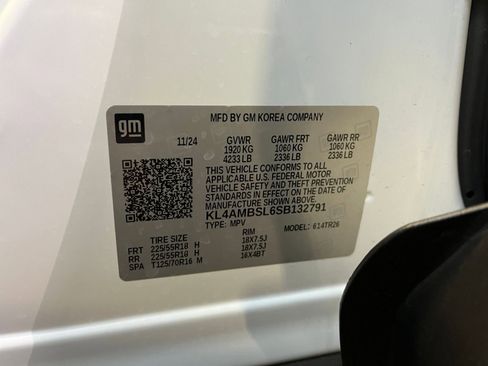 MFD BY GM KOREA COMPANY
gm
11/24 GVWR GAWR FRT GAWR RR
1920 KG 1060 KG 1060 KG
4233 LB 2336 LB 2336 LB
THIS VEHICLE CONFORMS TO ALL
APPLICABLE U.S. FEDERAL MOTOR
VEHICLE SAFETY AND THEFT PREVENTION
STANDARDS IN EFFECT ON THE DATE OF
MANUFACTURE SHOWN ABOVE.
KL4AMBSL6SB132791
TYPE: MPV MODEL: 614TR26
TIRE SIZE RIM
FRT 225/55R18 H 18X7.5J
RR 225/55R18 H 18X7.5J
SPA T125/70R16 M 16X4BT